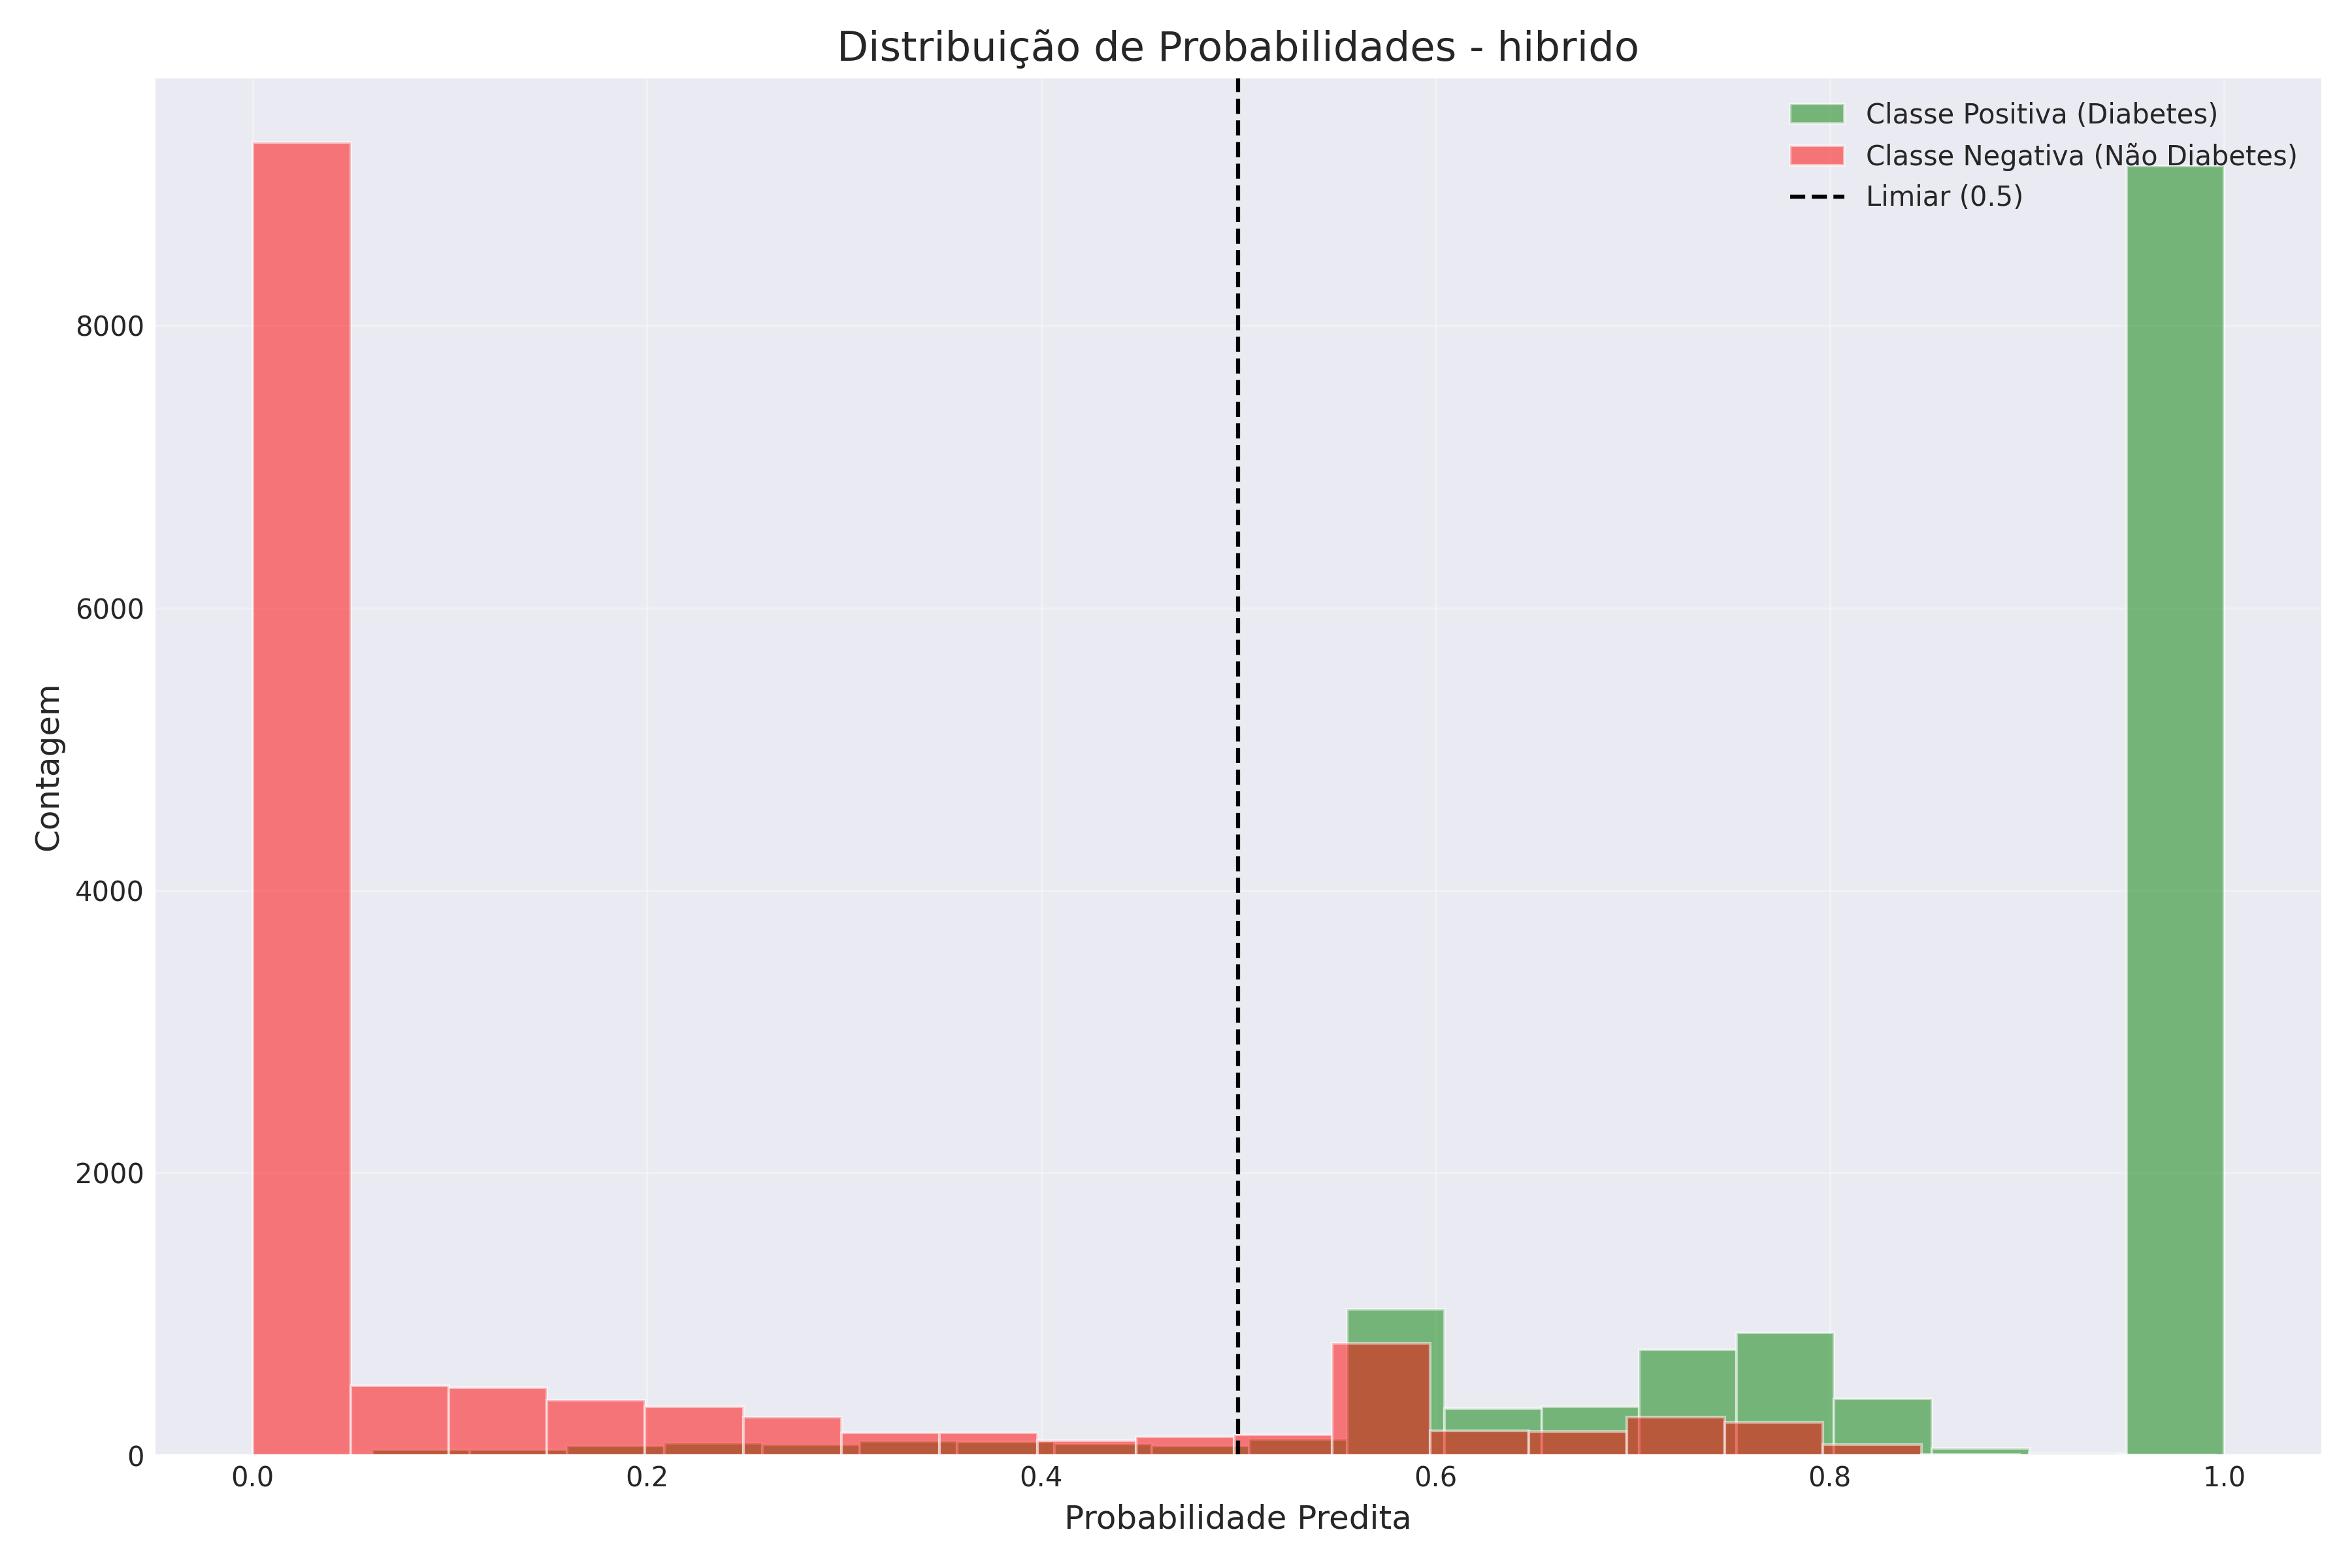 Distribuição de Probabilidades - hibrido
Classe Positiva (Diabetes)
Classe Negativa (Não Diabetes)
Limiar (0.5)
Contagem
8000
6000
4000
2000
0
0.0 0.2 0.4 0.6 0.8 1.0
Probabilidade Predita